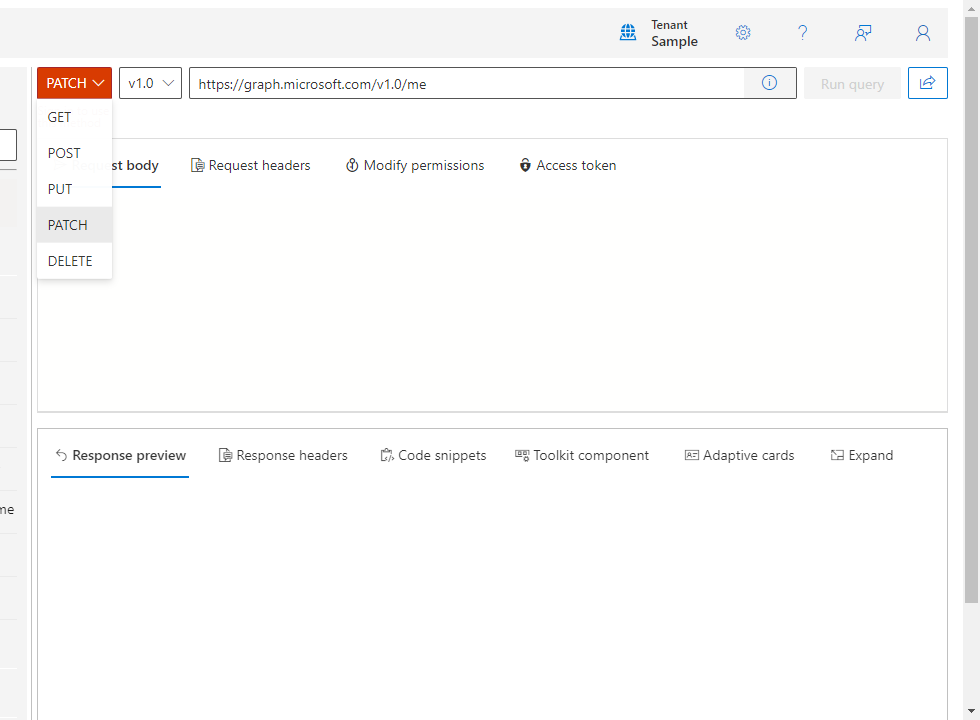 Tenant
Sample
PATCH
v1.0
https://graph.microsoft.com/v1.0/me
Run query
GET
POST
PUT
PATCH
DELETE
body
Request headers
Modify permissions
Access token
Response preview
Response headers
Code snippets
Toolkit component
Adaptive cards
Expand
me